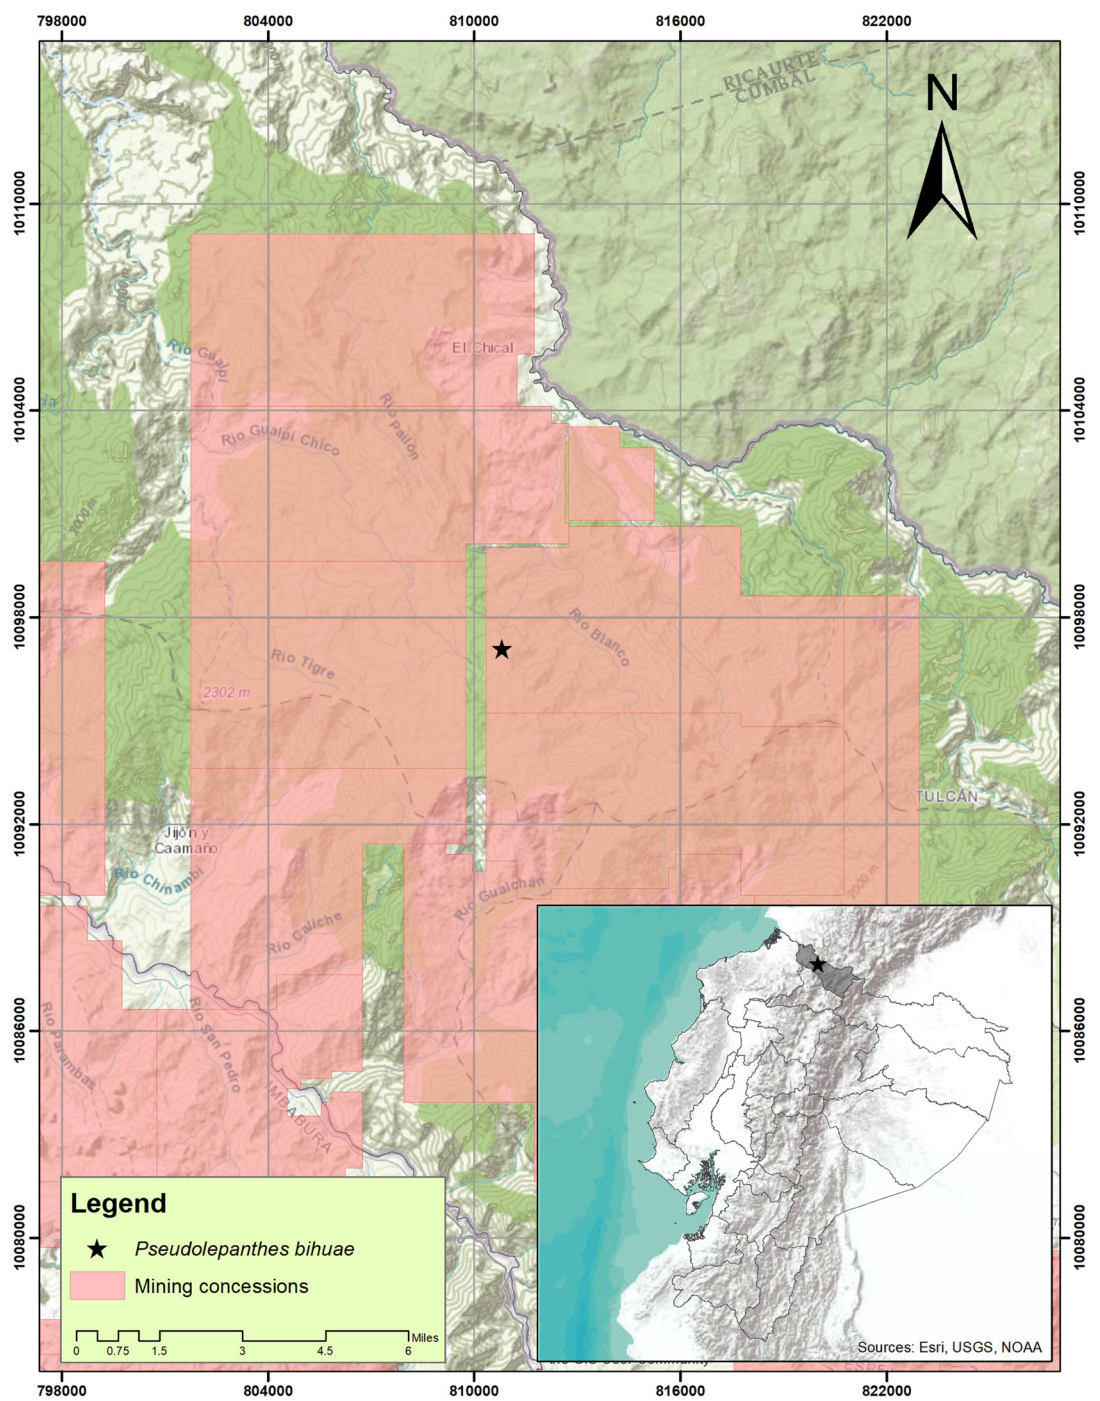 798000 804000 810000 816000 822000
RICAURTE
CUMBAL
N
10110000 10110000
Rio Gualpi
El Chical
10104000 10104000
Rio Pailón
Rio Gualpi Chico
2000 m
10098000 10098000
Rio Blanco
Rio Tigre
2302 m
TULCÁN
10092000 10092000
Jijón y
Caamaño
Rio Chinambi
Rio Gualchán
2000 m
Rio Caliche
10086000 10086000
Rio Parambas
Rio San Pedro
IMBABURA
Legend
Pseudolepanthes bihuae
Mining concessions
0 0.75 1.5 3 4.5 6 Miles
10080000 10080000
Sources: Esri, USGS, NOAA
798000 804000 810000 816000 822000